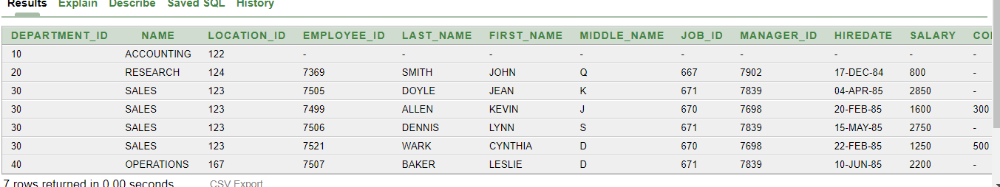 Results Explain Describe Saved SQL History
DEPARTMENT_ID NAME LOCATION_ID EMPLOYEE_ID LAST_NAME FIRST_NAME MIDDLE_NAME JOB_ID MANAGER_ID HIREDATE SALARY
10 ACCOUNTING 122 - - - - - - - - -
20 RESEARCH 124 7369 SMITH JOHN Q 667 7902 17-DEC-84 800 -
30 SALES 123 7505 DOYLE JEAN K 671 7839 04-APR-85 2850 -
30 SALES 123 7499 ALLEN KEVIN J 670 7698 20-FEB-85 1600 300
30 SALES 123 7506 DENNIS LYNN S 671 7839 15-MAY-85 2750 -
30 SALES 123 7521 WARK CYNTHIA D 670 7698 22-FEB-85 1250 500
40 OPERATIONS 167 7507 BAKER LESLIE D 671 7839 10-JUN-85 2200 -
7 rows returned in 0.00 seconds CSV Export